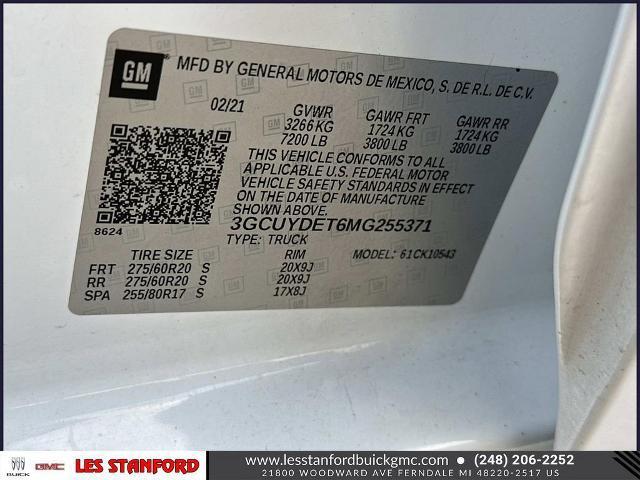 GM
MFD BY GENERAL MOTORS DE MEXICO, S. DE R.L. DE C.V.
02/21 GVWR GAWR FRT GAWR RR
3266 KG 1724 KG 1724 KG
7200 LB 3800 LB 3800 LB
THIS VEHICLE CONFORMS TO ALL
APPLICABLE U.S. FEDERAL MOTOR
VEHICLE SAFETY STANDARDS IN EFFECT
ON THE DATE OF MANUFACTURE
SHOWN ABOVE.
8624
3GCUYDET6MG255371
TYPE: TRUCK MODEL: 61CK10543
TIRE SIZE RIM
FRT 275/60R20 S 20X9J
RR 275/60R20 S 20X9J
SPA 255/80R17 S 17X8J
BUICK GMC LES STANFORD
www.lesstanfordbuickgmc.com • (248) 206-2252
21800 WOODWARD AVE FERNDALE MI 48220-2517 US